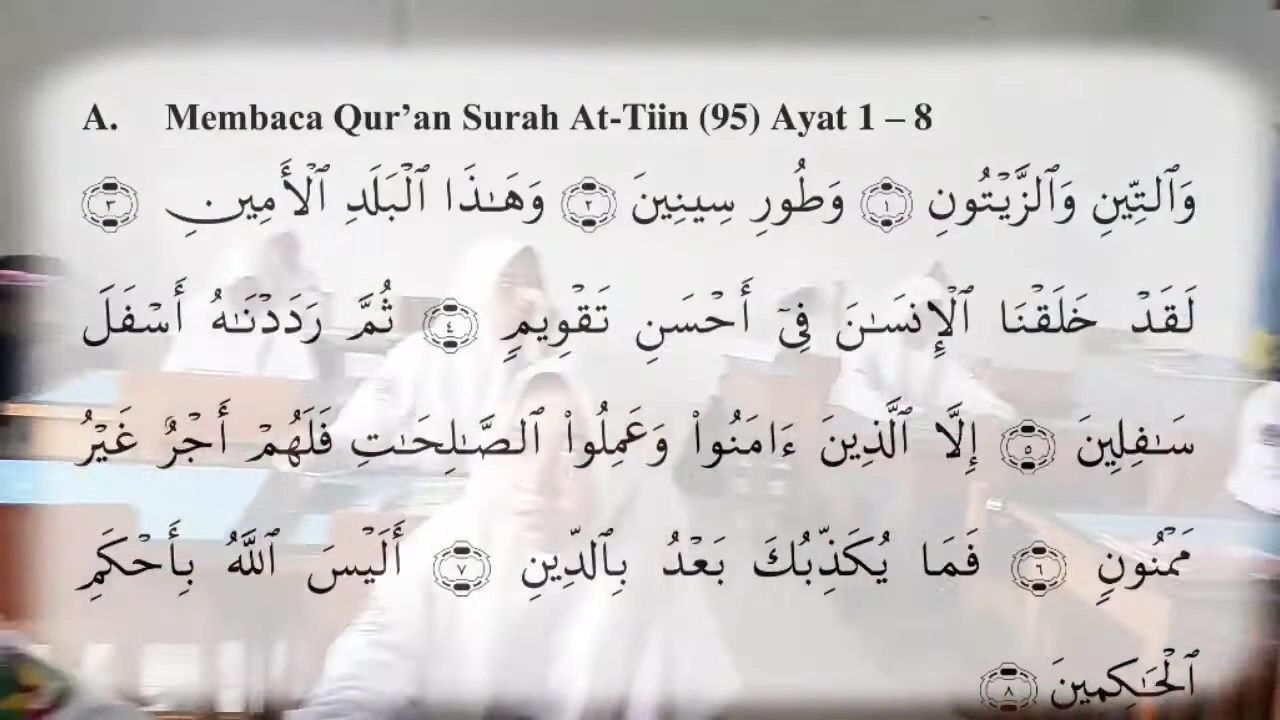 A. Membaca Qur’an Surah At-Tiin (95) Ayat 1 – 8
وَٱلتِّينِ وَٱلزَّيۡتُونِ ١ وَطُورِ سِينِينَ ٢ وَهَٰذَا ٱلۡبَلَدِ ٱلۡأَمِينِ ٣
لَقَدۡ خَلَقۡنَا ٱلۡإِنسَٰنَ فِيٓ أَحۡسَنِ تَقۡوِيمٖ ٤ ثُمَّ رَدَدۡنَٰهُ أَسۡفَلَ
سَٰفِلِينَ ٥ إِلَّا ٱلَّذِينَ ءَامَنُواْ وَعَمِلُواْ ٱلصَّٰلِحَٰتِ فَلَهُمۡ أَجۡرٌ غَيۡرُ
مَمۡنُونٖ ٦ فَمَا يُكَذِّبُكَ بَعۡدُ بِٱلدِّينِ ٧ أَلَيۡسَ ٱللَّهُ بِأَحۡكَمِ
ٱلۡحَٰكِمِينَ ٨